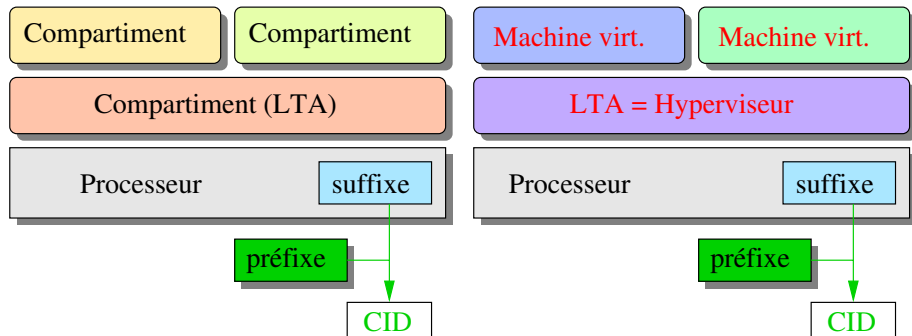 Compartiment
Compartiment
Compartiment (LTA)
Processeur
suffixe
préfixe
CID
Machine virt.
Machine virt.
LTA = Hyperviseur
Processeur
suffixe
préfixe
CID